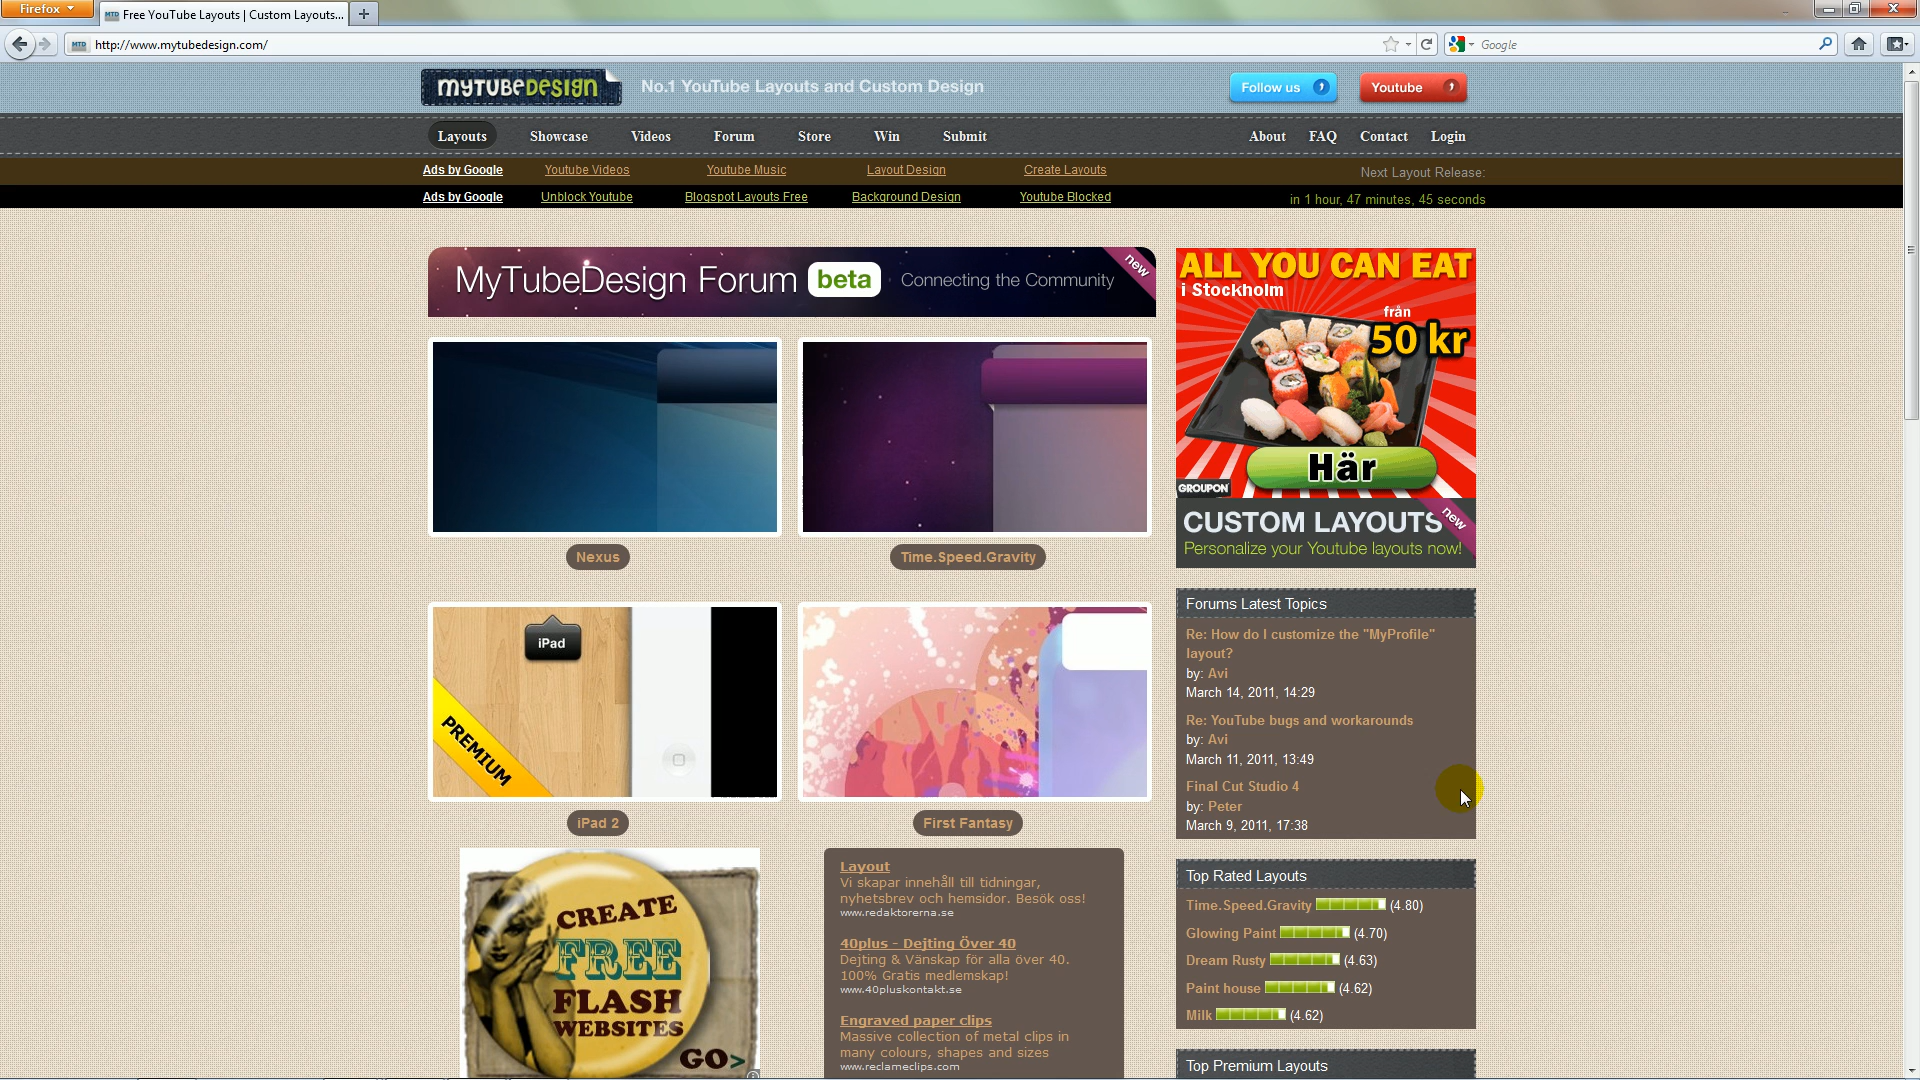 Firefox
Free YouTube Layouts | Custom Layouts...
http://www.mytubedesign.com/
Google
MYTUBEDESIGN
No.1 YouTube Layouts and Custom Design
Follow us
Youtube
Layouts
Showcase
Videos
Forum
Store
Win
Submit
About
FAQ
Contact
Login
Ads by Google
Youtube Videos
Youtube Music
Layout Design
Create Layouts
Next Layout Release:
Ads by Google
Unblock Youtube
Blogspot Layouts Free
Background Design
Youtube Blocked
in 1 hour, 47 minutes, 45 seconds
MyTubeDesign Forum beta Connecting the Community
new
Nexus
Time.Speed.Gravity
iPad
PREMIUM
iPad 2
First Fantasy
CREATE
FREE
FLASH
WEBSITES
GO>
Layout
Vi skapar innehåll till tidningar,
nyhetsbrev och hemsidor. Besök oss!
www.redaktorerna.se
40plus - Dejting Över 40
Dejting & Vänskap för alla över 40.
100% Gratis medlemskap!
www.40pluskontakt.se
Engraved paper clips
Massive collection of metal clips in
many colours, shapes and sizes
www.reclameclips.com
ALL YOU CAN EAT
i Stockholm
från
50 kr
Här
GROUPON
CUSTOM LAYOUTS
new
Personalize your Youtube layouts now!
Forums Latest Topics
Re: How do I customize the "MyProfile"
layout?
by: Avi
March 14, 2011, 14:29
Re: YouTube bugs and workarounds
by: Avi
March 11, 2011, 13:49
Final Cut Studio 4
by: Peter
March 9, 2011, 17:38
Top Rated Layouts
Time.Speed.Gravity (4.80)
Glowing Paint (4.70)
Dream Rusty (4.63)
Paint house (4.62)
Milk (4.62)
Top Premium Layouts